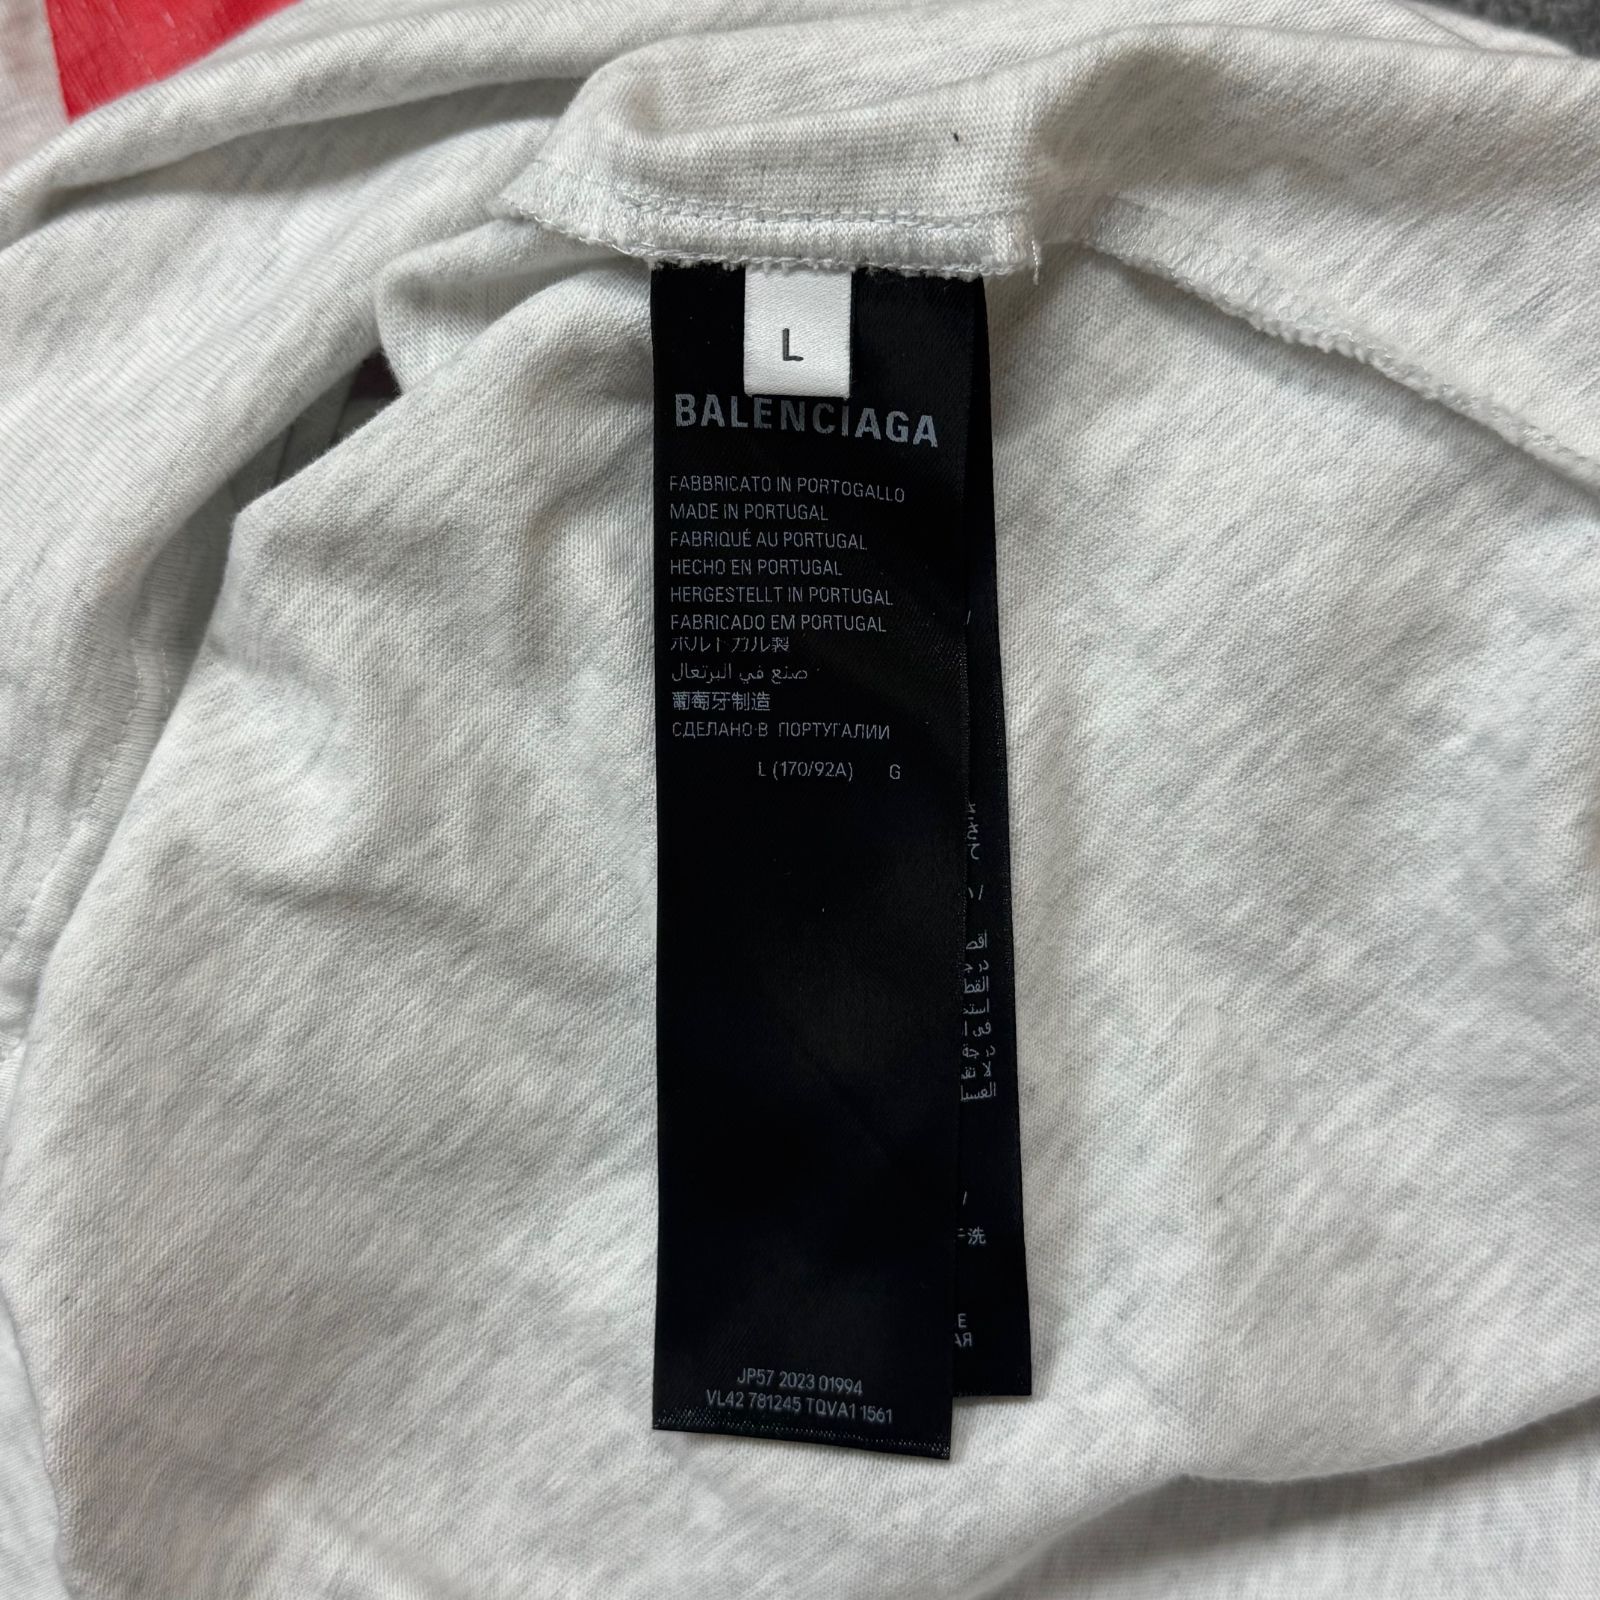 L
BALENCIAGA
FABBRICATO IN PORTOGALLO
MADE IN PORTUGAL
FABRIQUÉ AU PORTUGAL
HECHO EN PORTUGAL
HERGESTELLT IN PORTUGAL
FABRICADO EM PORTUGAL
ポルトガル製
صنع في البرتغال
葡萄牙制造
СДЕЛАНО В ПОРТУГАЛИИ
L (170/92A) G
JP57 2023 01994
VL42 781245 TQVA1 1561
干洗